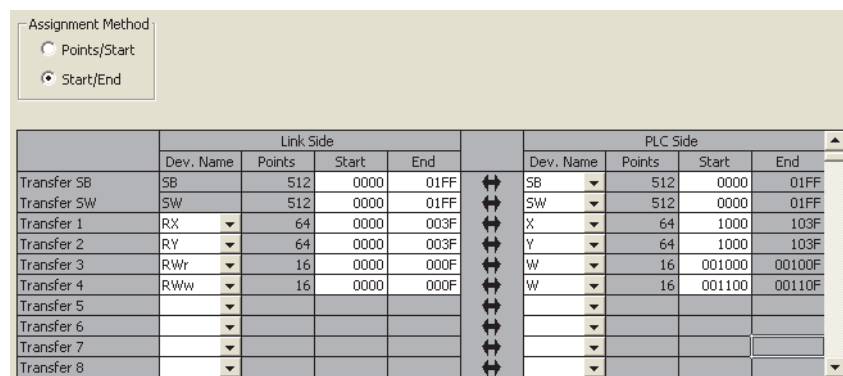 Assignment Method
Points/Start
Start/End
Link Side PLC Side
Dev. Name Points Start End Dev. Name Points Start End
Transfer SB SB 512 0000 01FF SB 512 0000 01FF
Transfer SW SW 512 0000 01FF SW 512 0000 01FF
Transfer 1 RX 64 0000 003F X 64 1000 103F
Transfer 2 RY 64 0000 003F Y 64 1000 103F
Transfer 3 RWr 16 0000 000F W 16 001000 00100F
Transfer 4 RWw 16 0000 000F W 16 001100 00110F
Transfer 5
Transfer 6
Transfer 7
Transfer 8